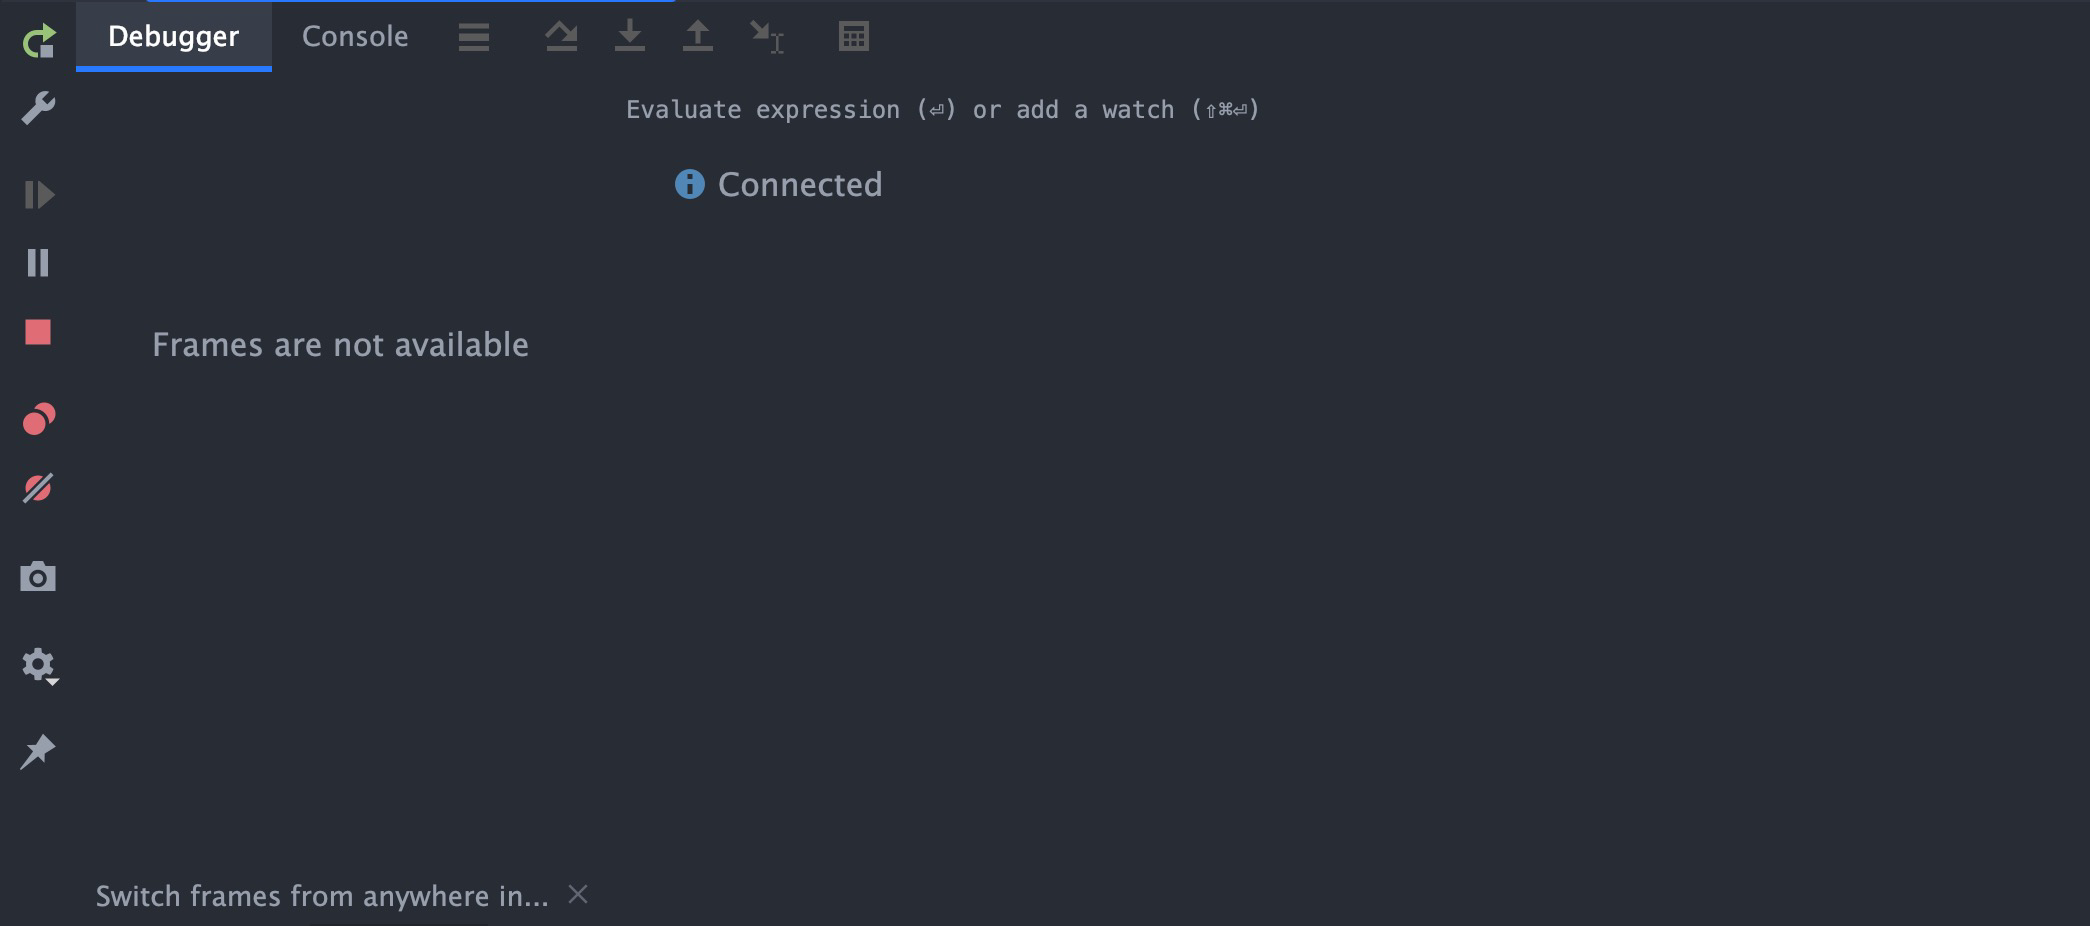 Debugger Console
Evaluate expression (⏎) or add a watch (⇧⌘⏎)
Connected
Frames are not available
Switch frames from anywhere in...